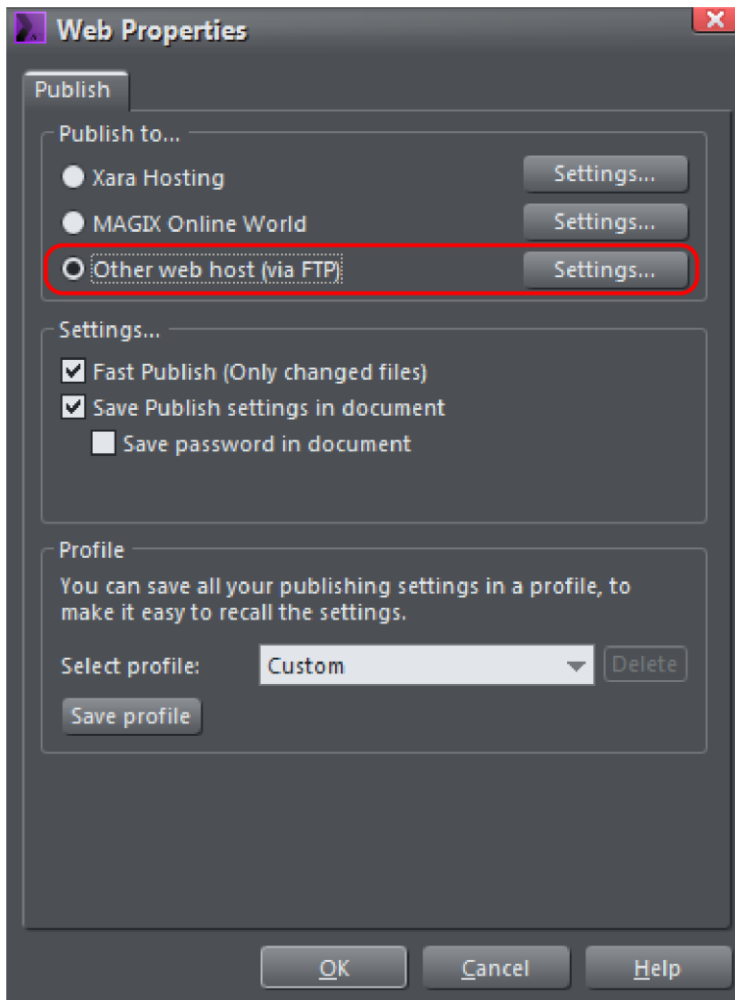 Web Properties
Publish
Publish to...
Xara Hosting
Settings...
MAGIX Online World
Settings...
Other web host (via FTP)
Settings...
Settings...
Fast Publish (Only changed files)
Save Publish settings in document
Save password in document
Profile
You can save all your publishing settings in a profile, to
make it easy to recall the settings.
Select profile:
Custom
Delete
Save profile
OK
Cancel
Help